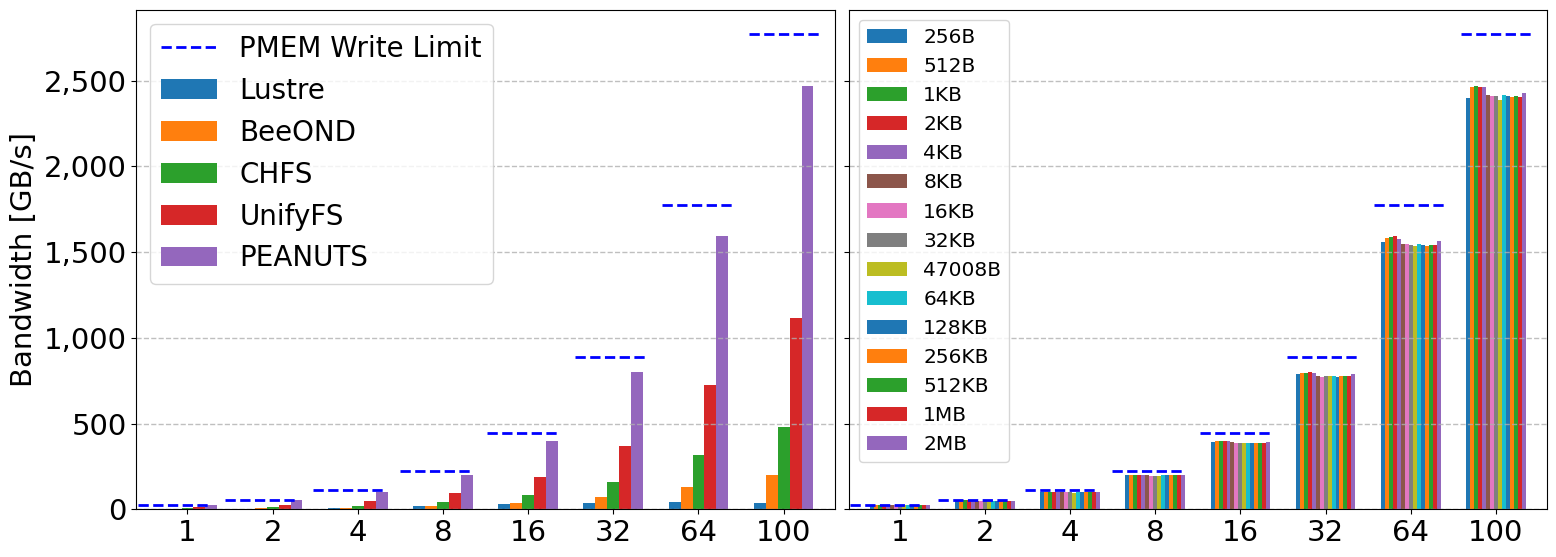 Bandwidth [GB/s]
2,500
2,000
1,500
1,000
500
0
PMEM Write Limit
Lustre
BeeOND
CHFS
UnifyFS
PEANUTS
1 2 4 8 16 32 64 100
256B
512B
1KB
2KB
4KB
8KB
16KB
32KB
47008B
64KB
128KB
256KB
512KB
1MB
2MB
1 2 4 8 16 32 64 100